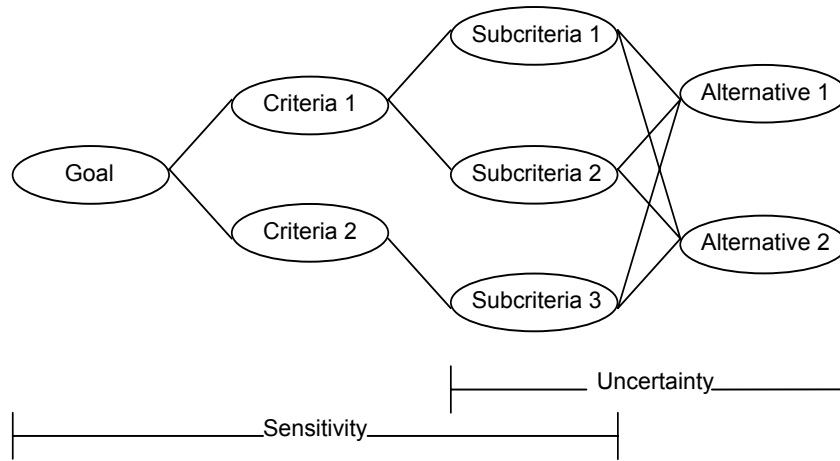 Subcriteria 1
Criteria 1
Alternative 1
Goal
Subcriteria 2
Criteria 2
Alternative 2
Subcriteria 3
Uncertainty
Sensitivity